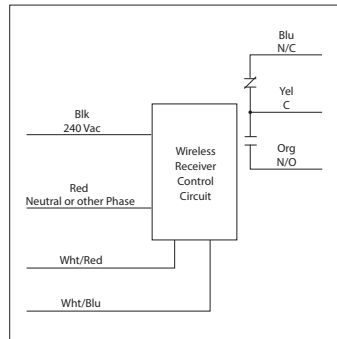 Blu
N/C
Yel
C
Org
N/O
Blk
240 Vac
Red
Neutral or other Phase
Wht/Red
Wht/Blu
Wireless
Receiver
Control
Circuit